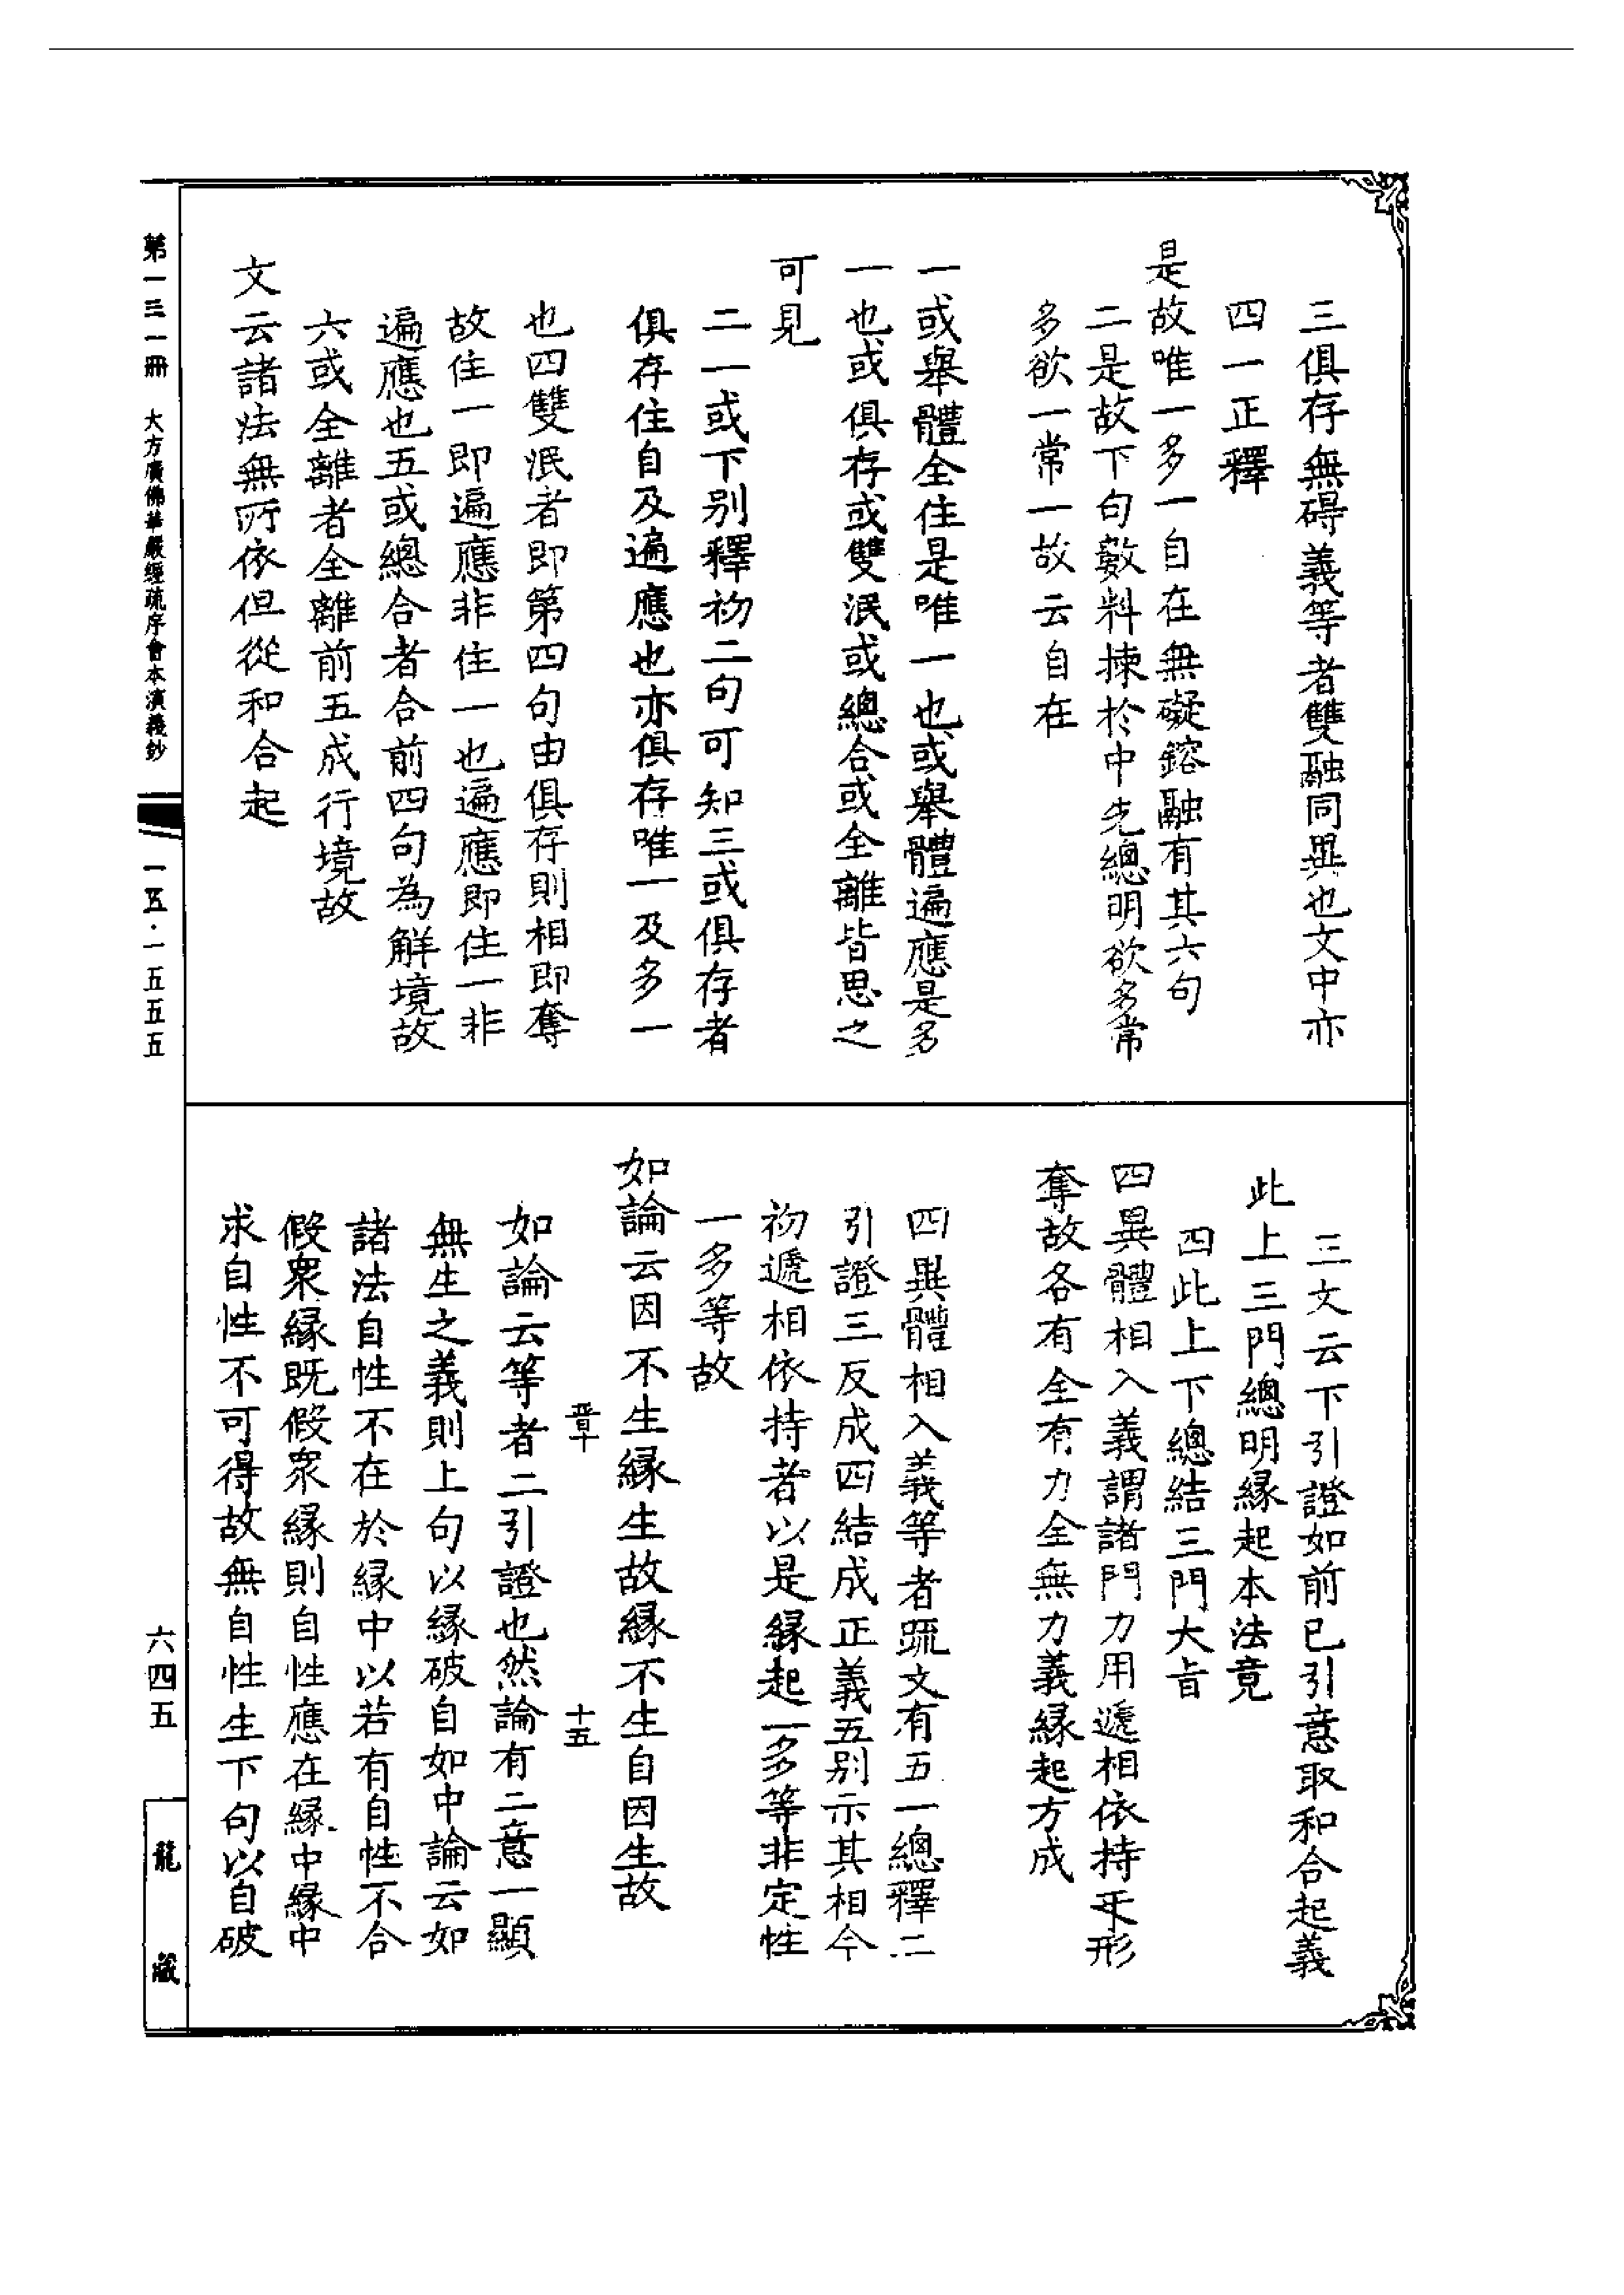 三俱存無碍義等者雙融同異也文中亦
四一正釋
是故唯一多一自在無礙鎔融有其六句
二是故下句數料揀於中先總明欲多常
多欲一常一故云自在
一或舉體全住是唯一也或舉體遍應是多
一也或俱存或雙泯或總合或全離皆思之
可見
二一或下别釋初二句可知三或俱存者
俱存住自及遍應也亦俱存唯一及多一
也四雙泯者即第四句由俱存則相即奪
故住一即遍應非住一也遍應即住一非
遍應也五或總合者合前四句為解境故
六或全離者全離前五成行境故
文云諸法無所依但從和合起
三文云下引證如前已引意取和合起義
此上三門總明緣起本法竟
四此上下總結三門大旨
四異體相入義謂諸門力用遞相依持互形
奪故各有全有力全無力義緣起方成
四異體相入義等者疏文有五一總釋二
引證三反成四結成正義五别示其相今
初遞相依持者以是緣起一多等非定性
一多等故
如論云因不生緣生故緣不生自因生故
晋十
十五
如論云等者二引證也然論有二意一顯
無生之義則上句以緣破自如中論云如
諸法自性不在於緣中以若有自性不合
假衆緣既假衆緣則自性應在緣中緣中
求自性不可得故無自性生下句以自破
第一三一冊
大方廣佛華嚴經疏序會本演義鈔
一五·一五五五
六四五
龍藏